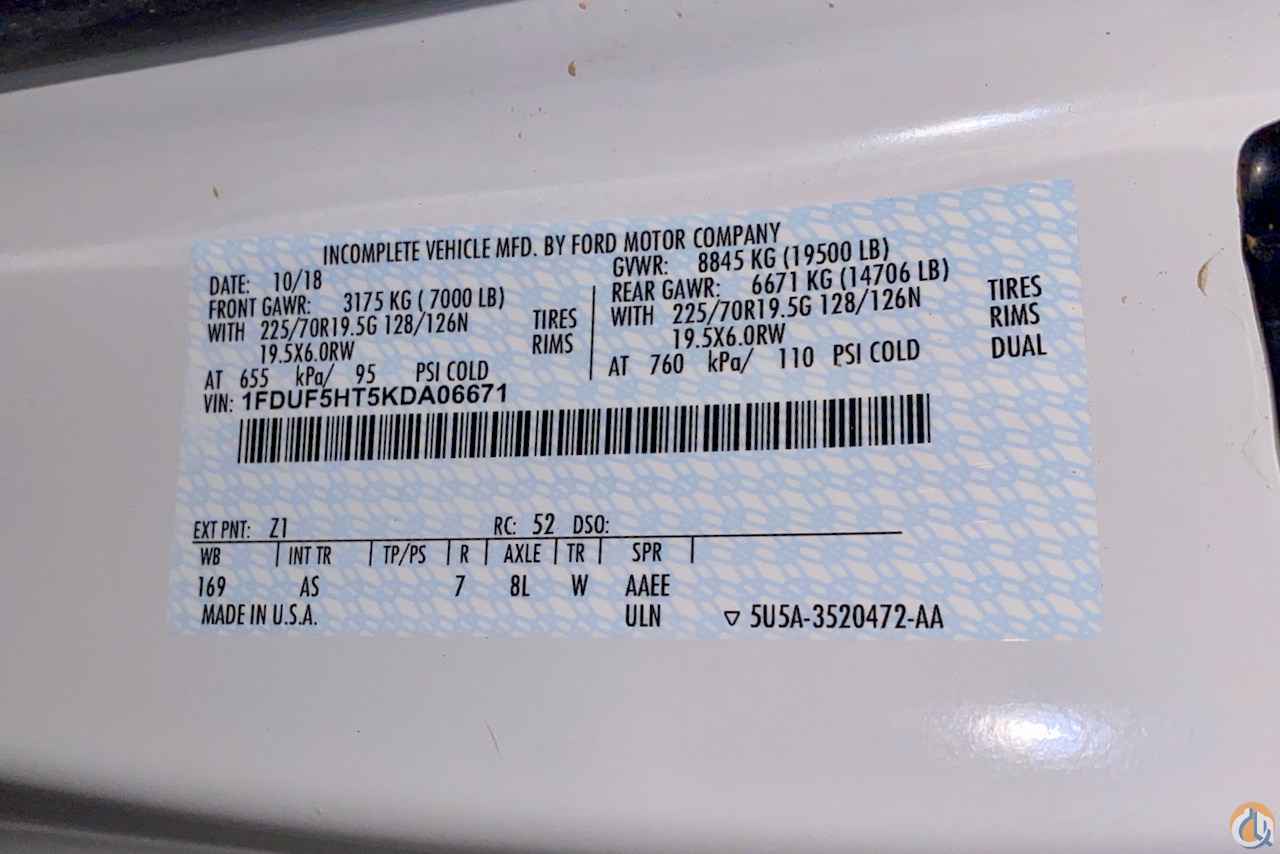 INCOMPLETE VEHICLE MFD. BY FORD MOTOR COMPANY
DATE: 10/18
FRONT GAWR: 3175 KG ( 7000 LB)
WITH 225/70R19.5G 128/126N TIRES
19.5X6.0RW RIMS
AT 655 kPa/ 95 PSI COLD
GVWR: 8845 KG (19500 LB)
REAR GAWR: 6671 KG (14706 LB)
WITH 225/70R19.5G 128/126N TIRES
19.5X6.0RW RIMS
AT 760 kPa/ 110 PSI COLD DUAL
VIN: 1FDUF5HT5KDA06671
EXT PNT: Z1 RC: 52 DSO:
WB INT TR TP/PS R AXLE TR SPR
169 AS 7 8L W AAEE
MADE IN U.S.A. ULN ▽ 5U5A-3520472-AA